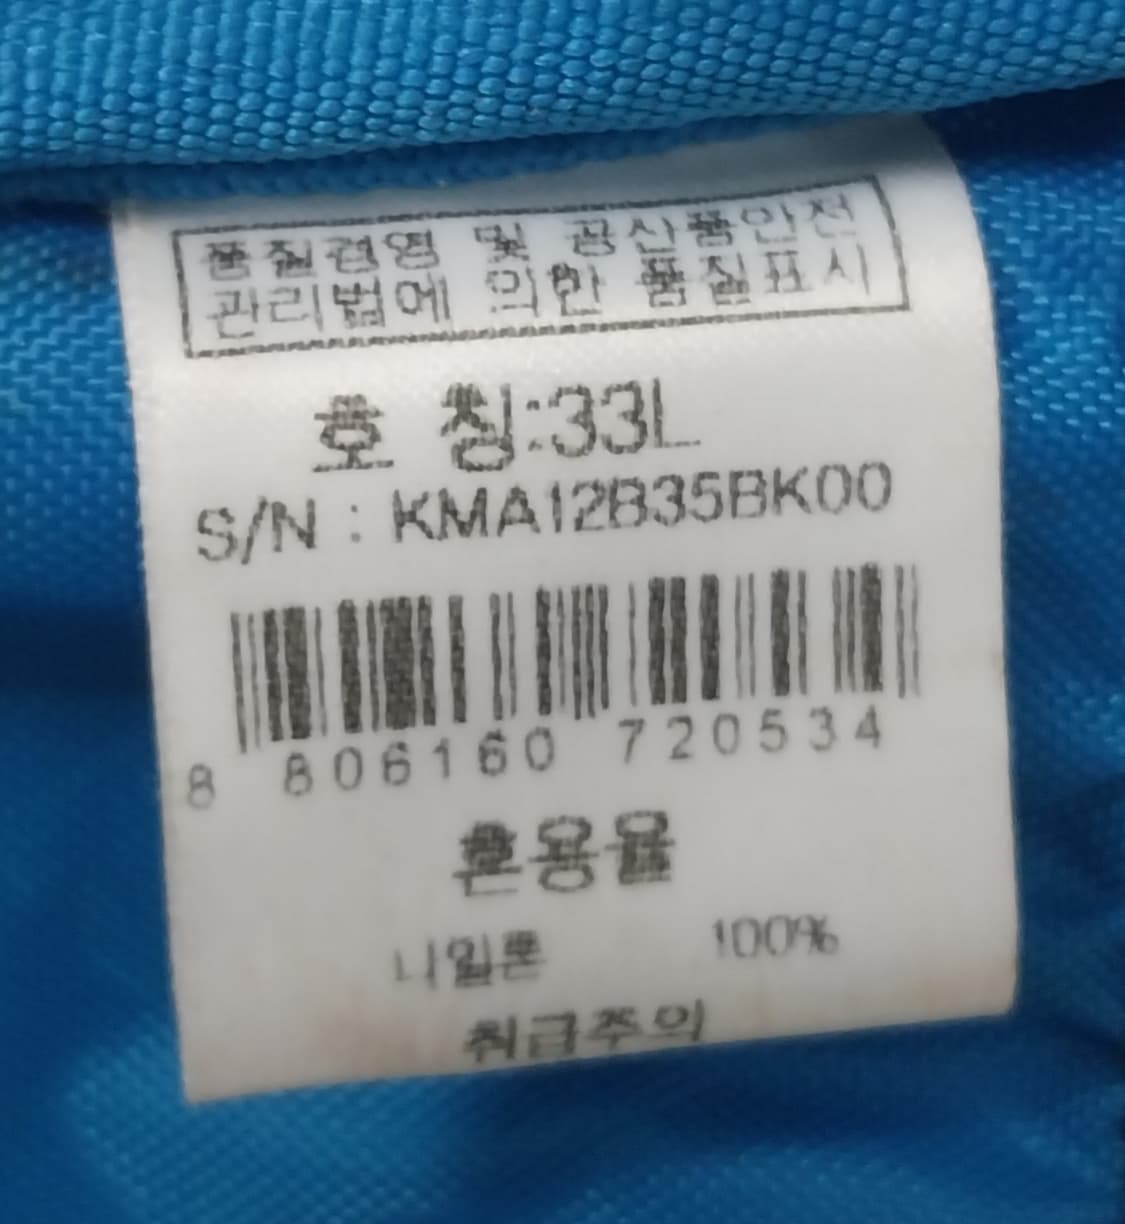 품질경영 및 공산품안전
관리법에 의한 품질표시
호 칭:33L
S/N : KMA12B35BK00
8 806160 720534
혼용율
나일론 100%
취급주의